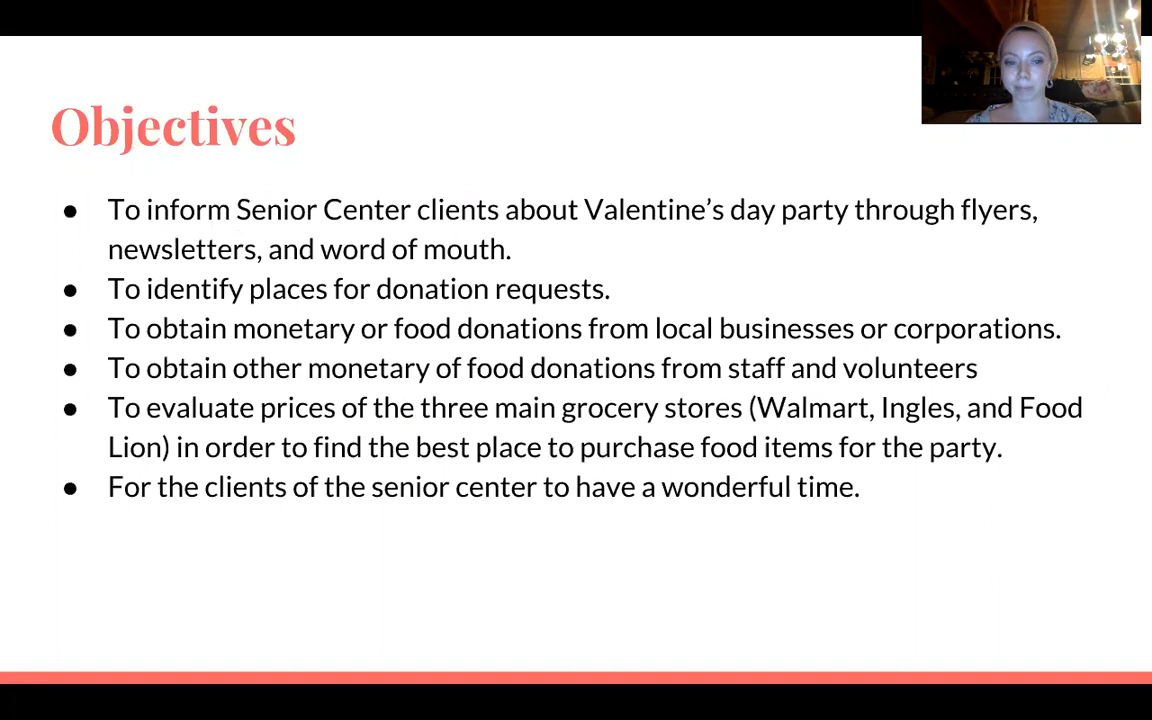 Objectives
● To inform Senior Center clients about Valentine’s day party through flyers,
newsletters, and word of mouth.
● To identify places for donation requests.
● To obtain monetary or food donations from local businesses or corporations.
● To obtain other monetary of food donations from staff and volunteers
● To evaluate prices of the three main grocery stores (Walmart, Ingles, and Food
Lion) in order to find the best place to purchase food items for the party.
● For the clients of the senior center to have a wonderful time.